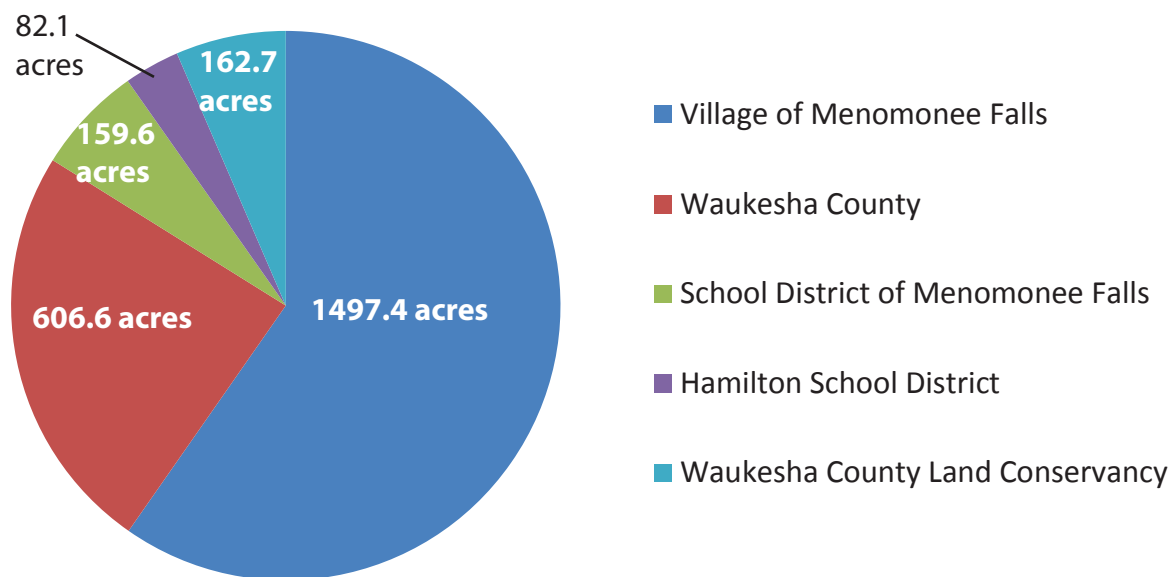 82.1
acres
162.7
acres
159.6
acres
606.6 acres
1497.4 acres
Village of Menomonee Falls
Waukesha County
School District of Menomonee Falls
Hamilton School District
Waukesha County Land Conservancy